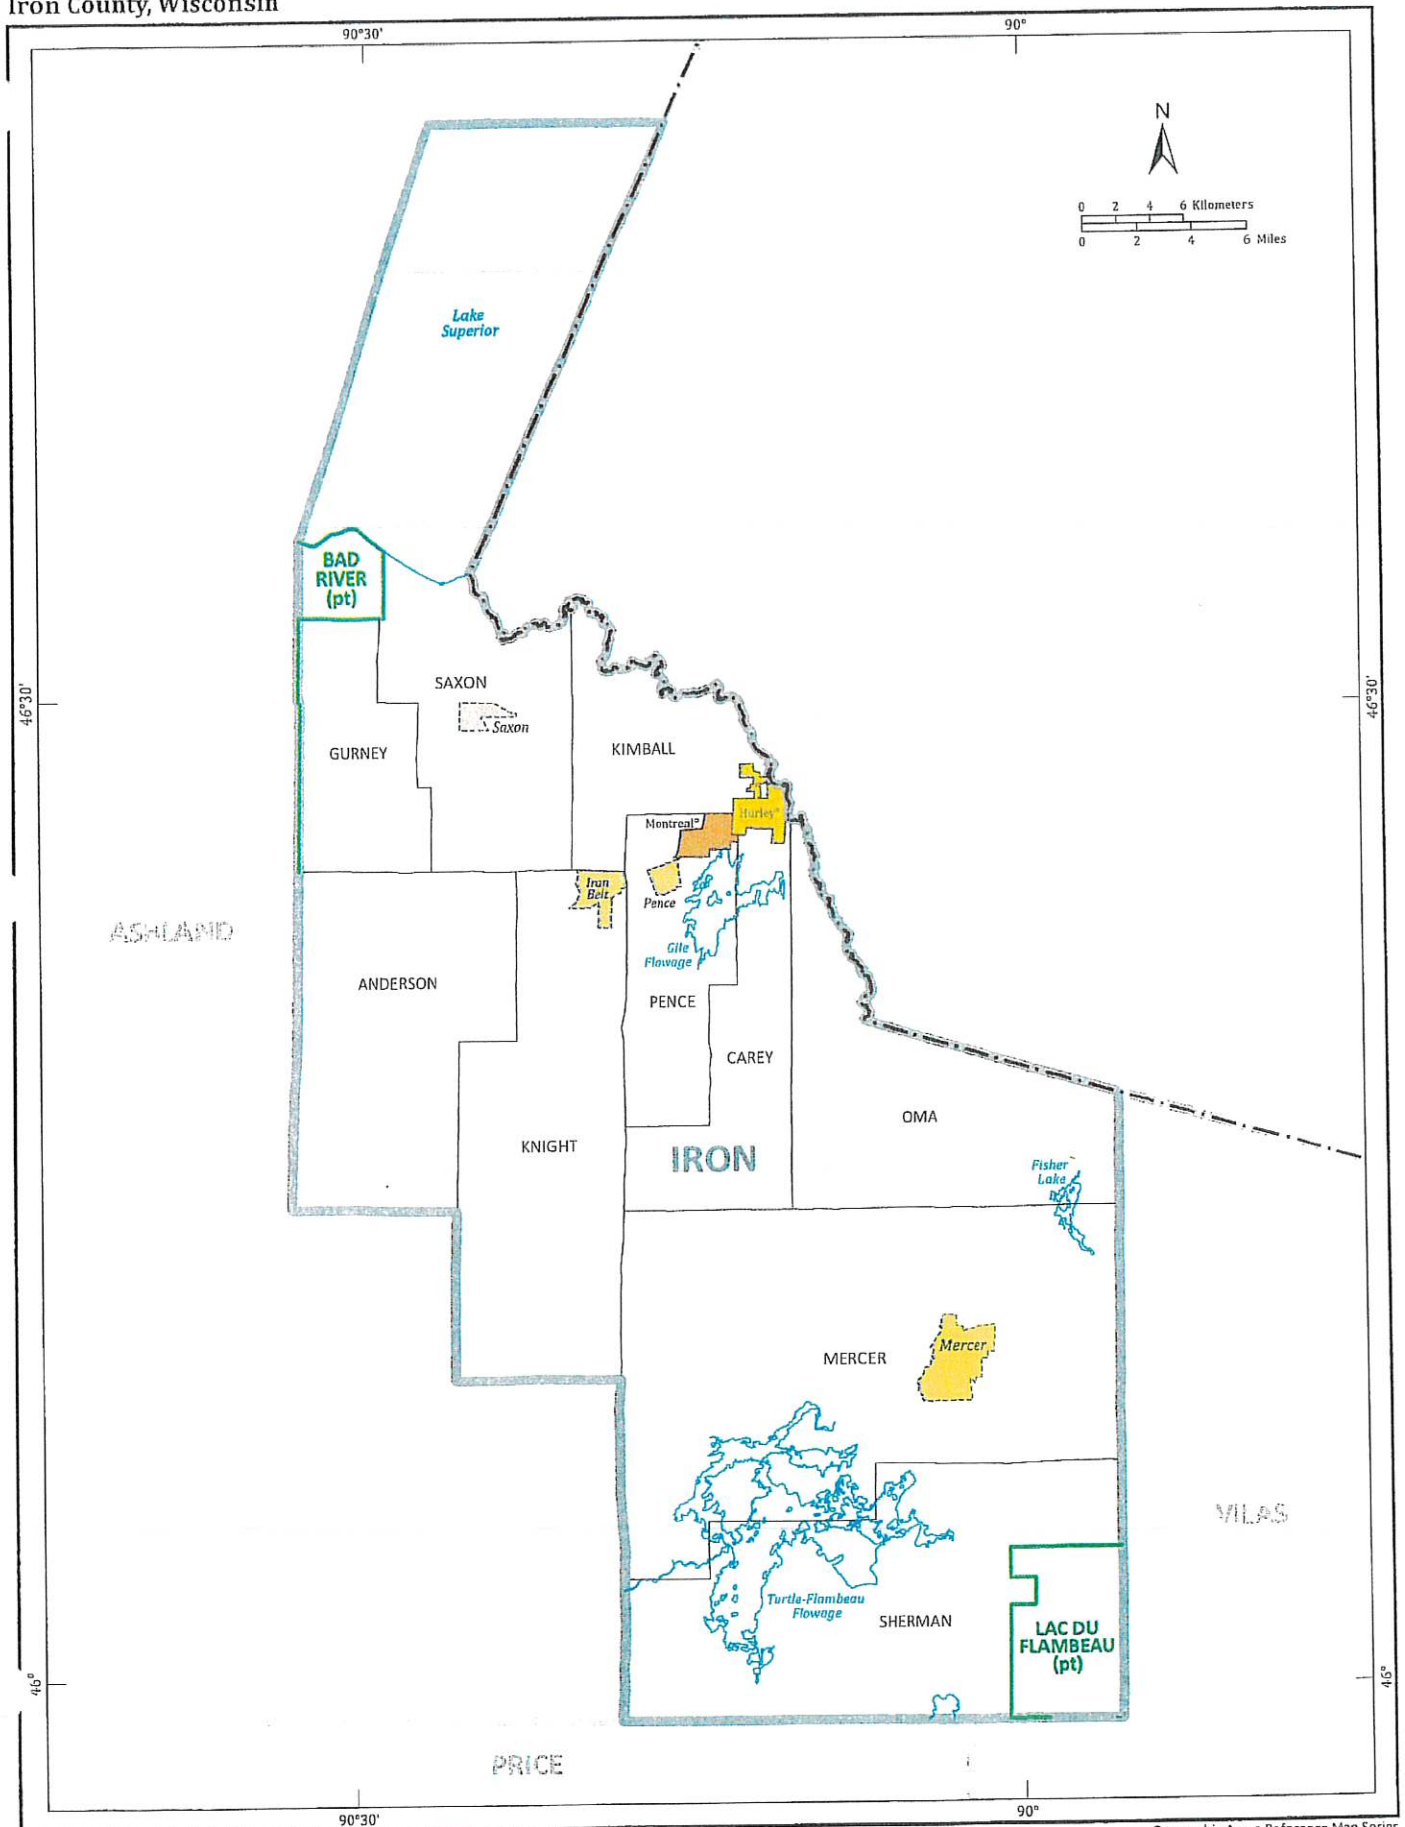 Iron County, Wisconsin
90°30'
90°
N
0 2 4 6 Kilometers
0 2 4 6 Miles
Lake
Superior
BAD
RIVER
(pt)
46°30'
46°30'
SAXON
Saxon
GURNEY
KIMBALL
Hurley°
Montreal°
Iron
Belt
Pence
ASHLAND
Gile
Flowage
ANDERSON
PENCE
CAREY
OMA
KNIGHT
IRON
Fisher
Lake
Mercer
MERCER
VILAS
Turtle-Flambeau
Flowage
SHERMAN
LAC DU
FLAMBEAU
(pt)
46°
46°
PRICE
90°30'
90°
Reference Map Series